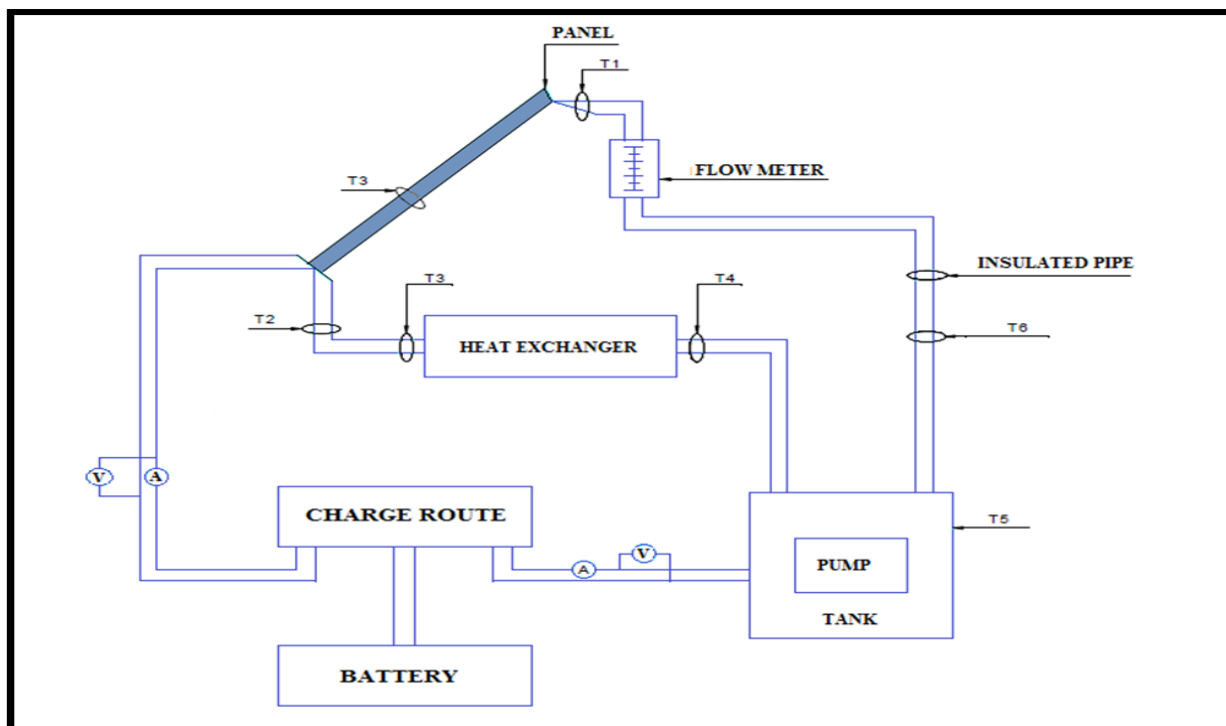 PANEL
T1
T3
FLOW METER
INSULATED PIPE
T3
T4
T2
T6
HEAT EXCHANGER
V
A
CHARGE ROUTE
T5
V
A
PUMP
TANK
BATTERY